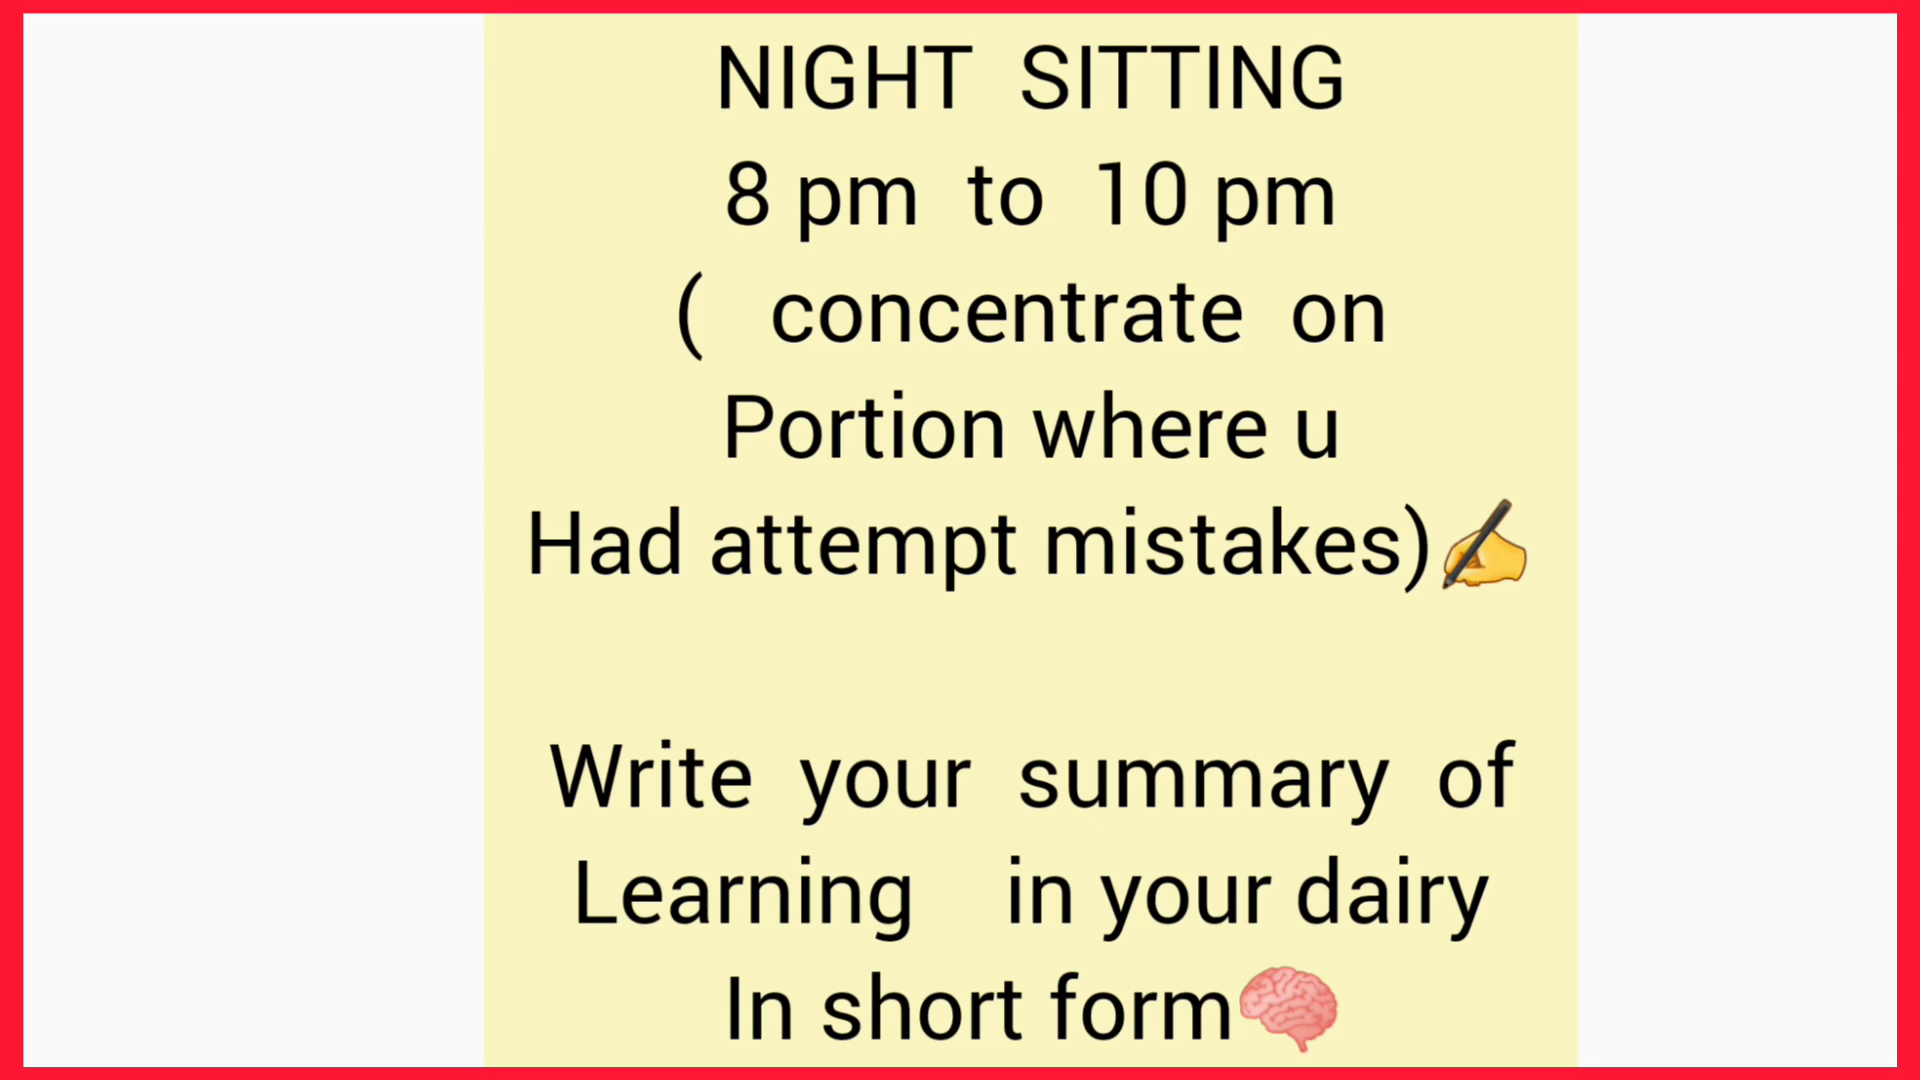 NIGHT SITTING
8 pm to 10 pm
( concentrate on
Portion where u
Had attempt mistakes)✍
Write your summary of
Learning in your dairy
In short form🧠